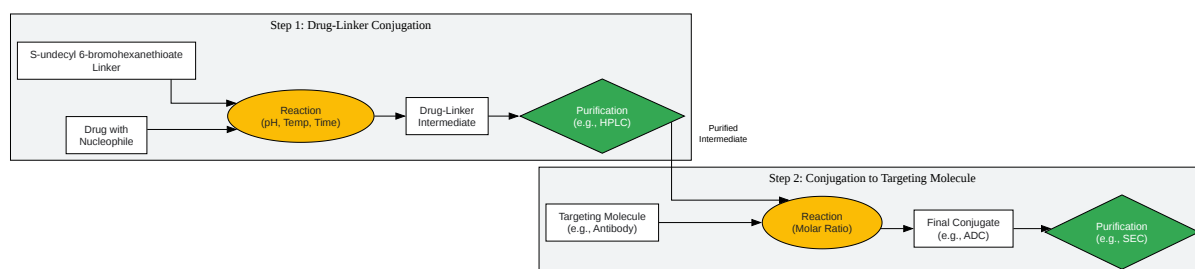 Step 1: Drug-Linker Conjugation
S-undecyl 6-bromohexanethioate
Linker
Drug with
Nucleophile
Reaction
(pH, Temp, Time)
Drug-Linker
Intermediate
Purification
(e.g., HPLC)
Purified
Intermediate
Step 2: Conjugation to Targeting Molecule
Targeting Molecule
(e.g., Antibody)
Reaction
(Molar Ratio)
Final Conjugate
(e.g., ADC)
Purification
(e.g., SEC)